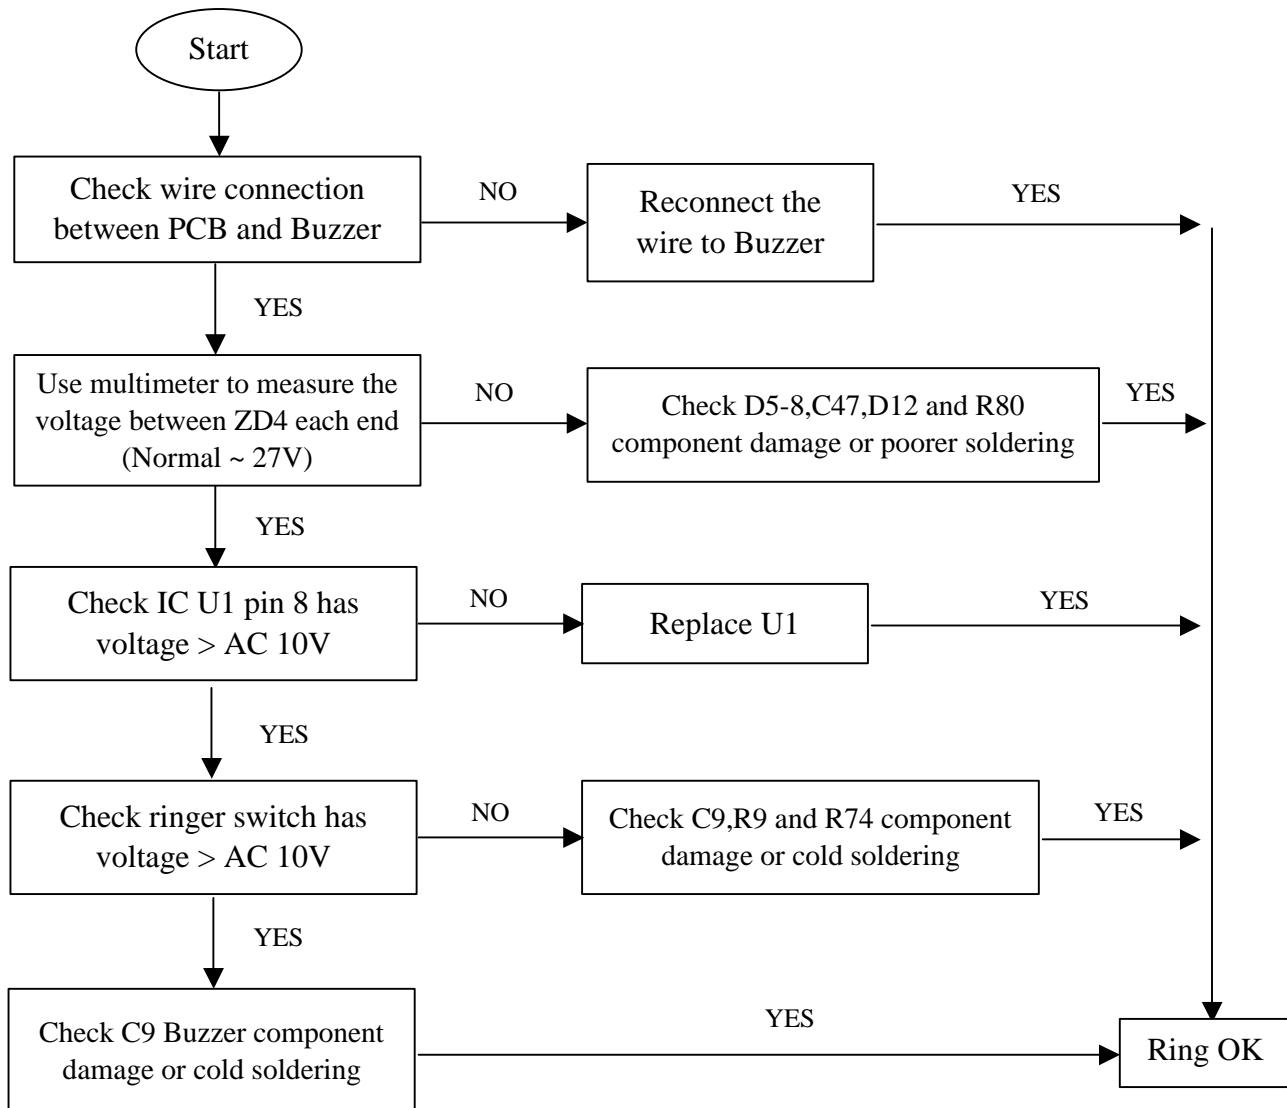 Start
Check wire connection
between PCB and Buzzer
NO
Reconnect the
wire to Buzzer
YES
YES
Use multimeter to measure the
voltage between ZD4 each end
(Normal ~ 27V)
NO
Check D5-8,C47,D12 and R80
component damage or poorer soldering
YES
YES
Check IC U1 pin 8 has
voltage > AC 10V
NO
Replace U1
YES
YES
Check ringer switch has
voltage > AC 10V
NO
Check C9,R9 and R74 component
damage or cold soldering
YES
YES
Check C9 Buzzer component
damage or cold soldering
YES
Ring OK